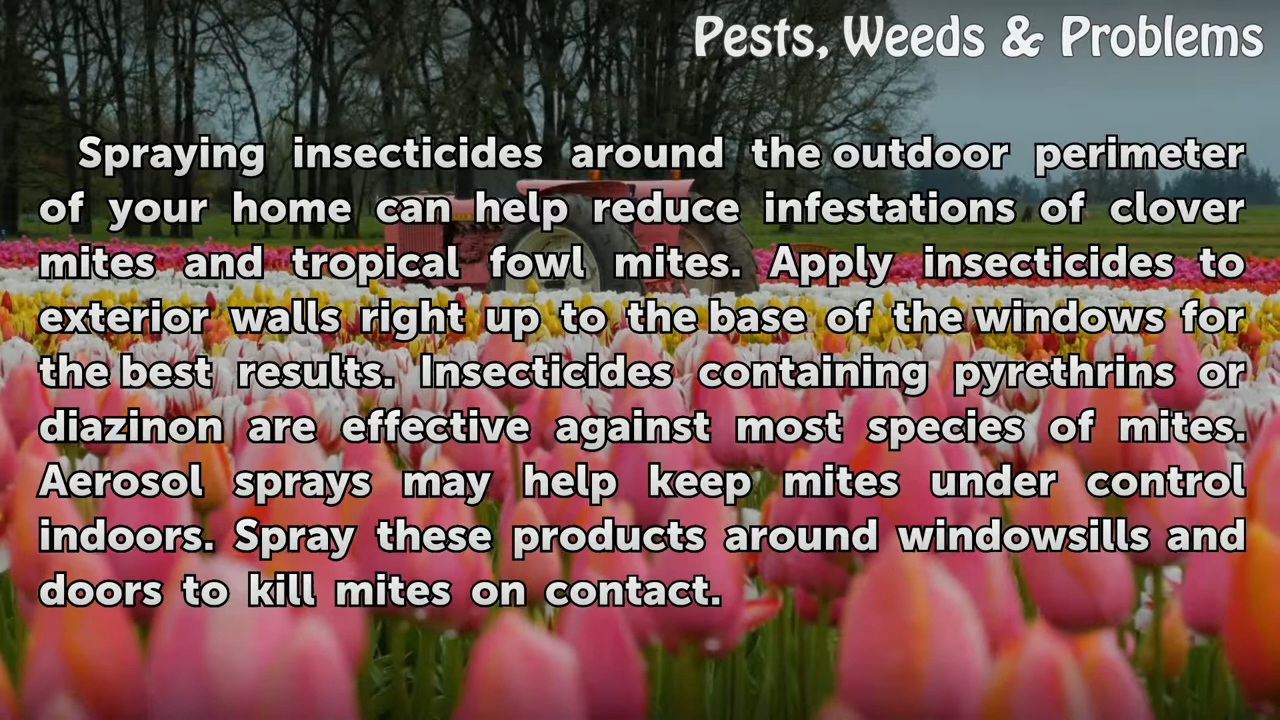 Pests, Weeds & Problems
Spraying insecticides around the outdoor perimeter
of your home can help reduce infestations of clover
mites and tropical fowl mites. Apply insecticides to
exterior walls right up to the base of the windows for
the best results. Insecticides containing pyrethrins or
diazinon are effective against most species of mites.
Aerosol sprays may help keep mites under control
indoors. Spray these products around windowsills and
doors to kill mites on contact.